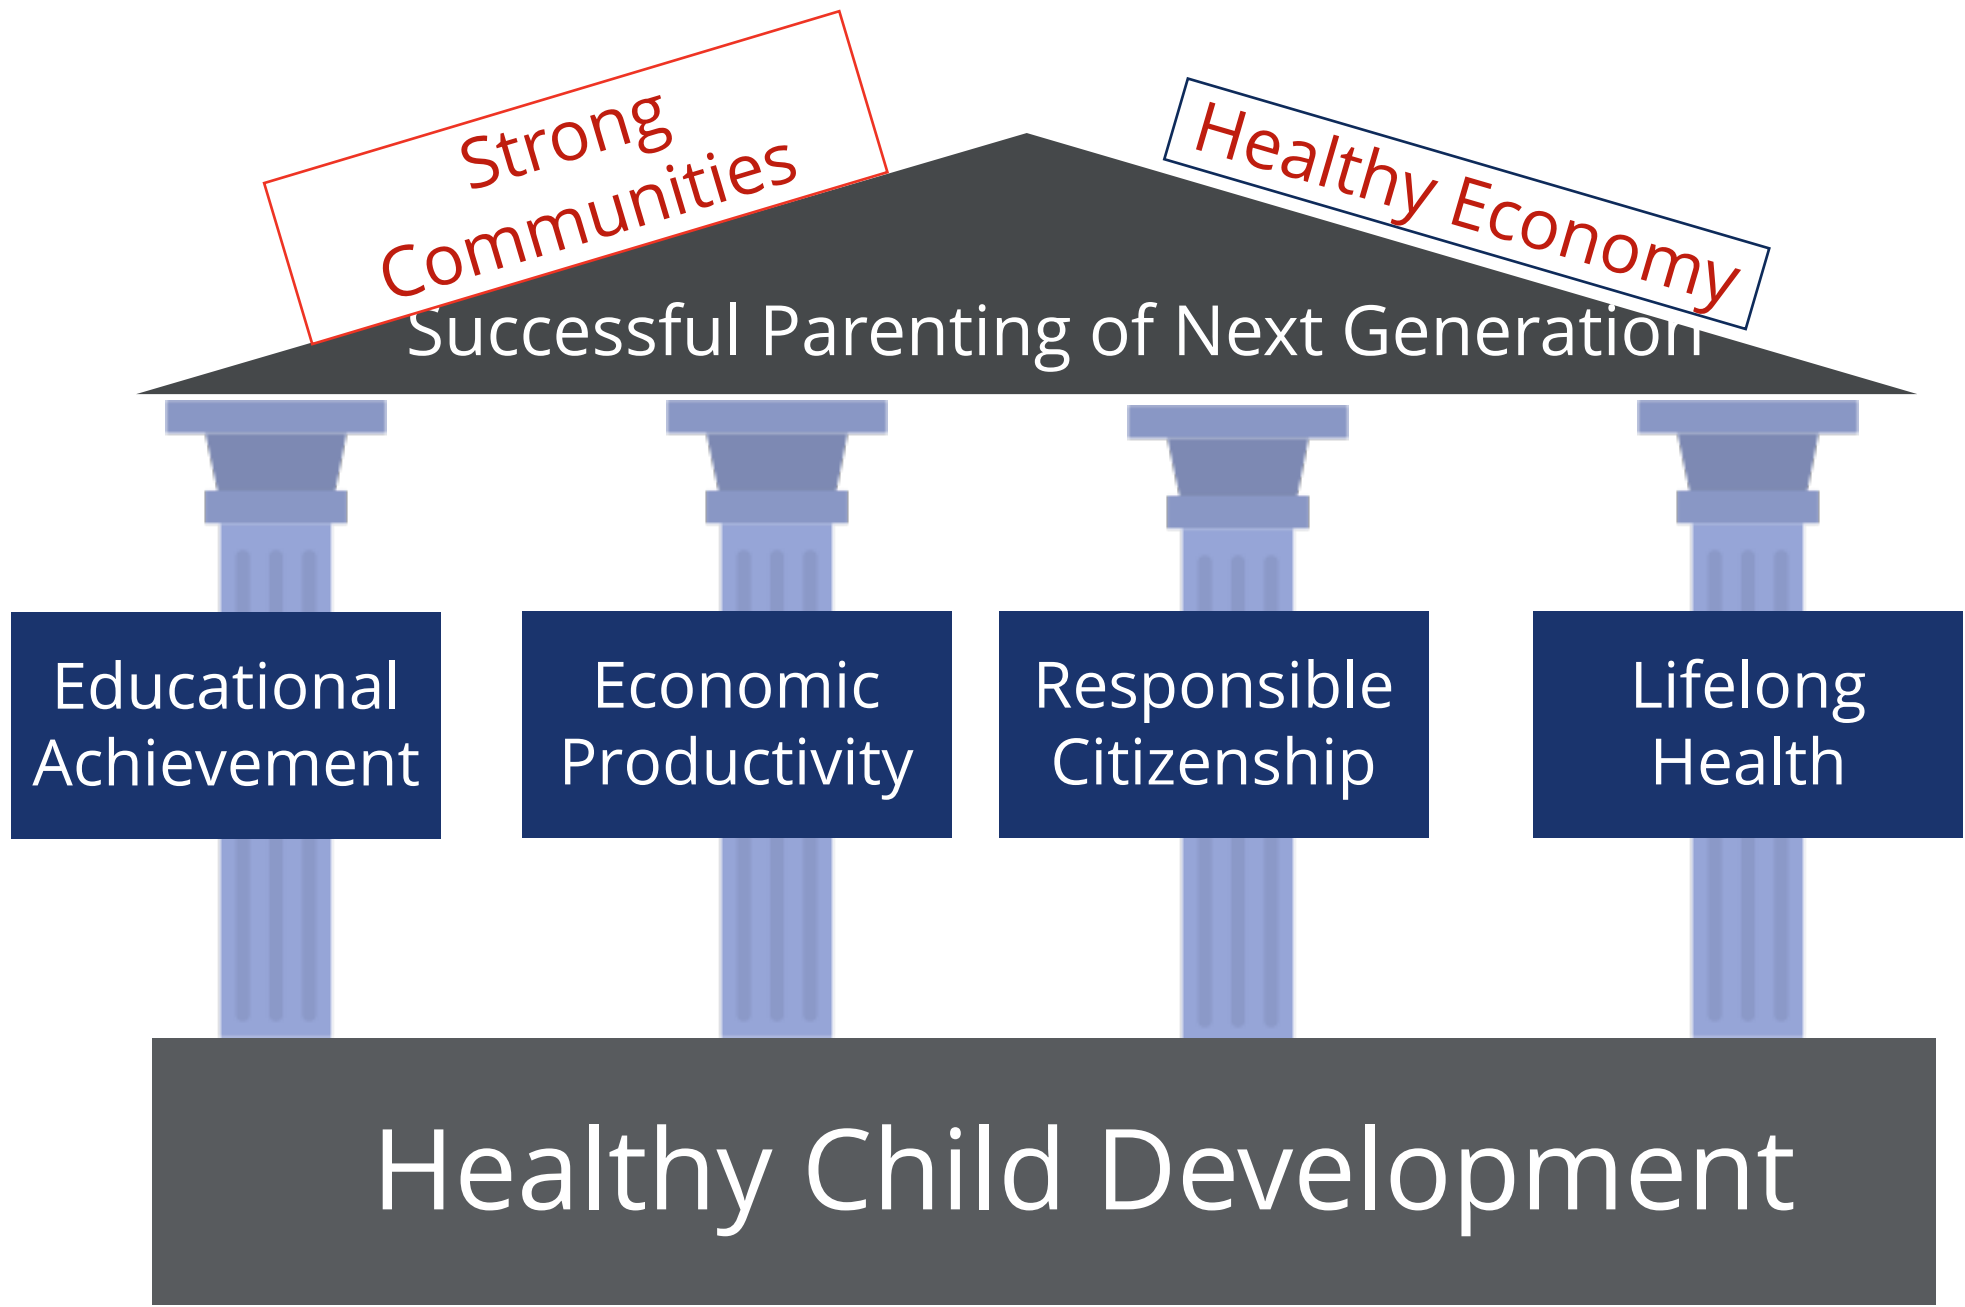 Strong
Communities
Healthy Economy
Successful Parenting of Next Generation
Educational
Achievement
Economic
Productivity
Responsible
Citizenship
Lifelong
Health
Healthy Child Development